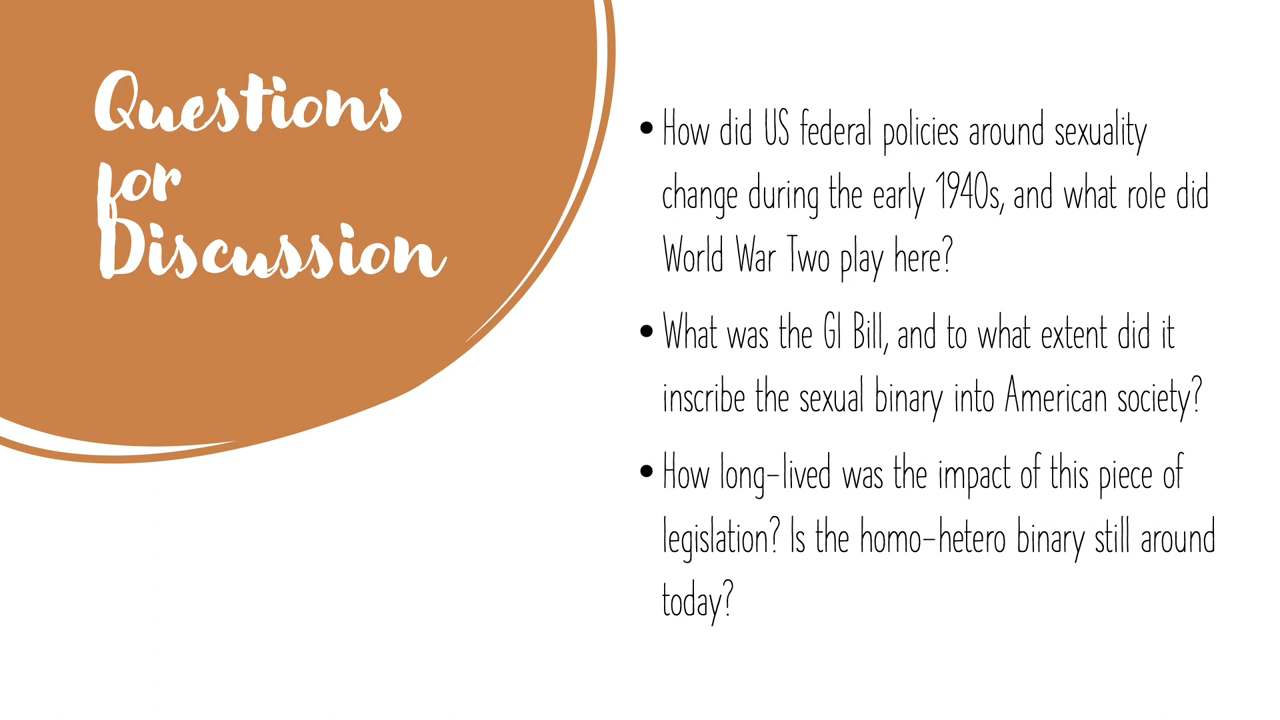 Questions
for
Discussion
• How did US federal policies around sexuality
change during the early 1940s, and what role did
World War Two play here?
• What was the GI Bill, and to what extent did it
inscribe the sexual binary into American society?
• How long-lived was the impact of this piece of
legislation? Is the homo-hetero binary still around
today?